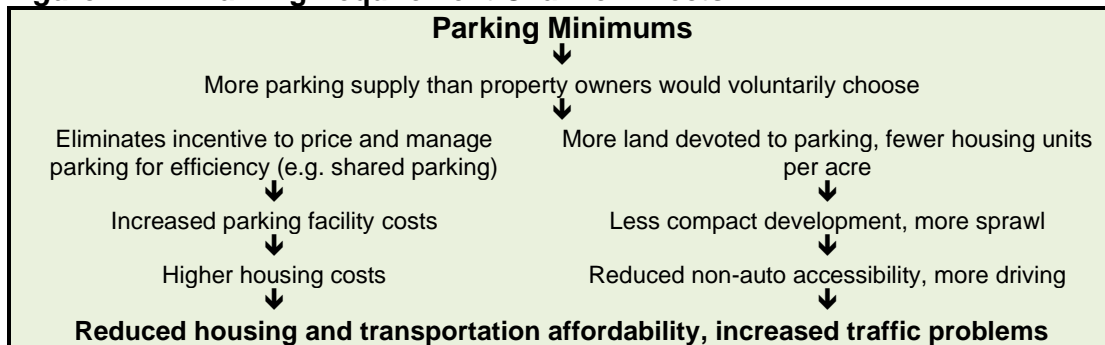 Parking Minimums
More parking supply than property owners would voluntarily choose
Eliminates incentive to price and manage
parking for efficiency (e.g. shared parking)
Increased parking facility costs
Higher housing costs
More land devoted to parking, fewer housing units
per acre
Less compact development, more sprawl
Reduced non-auto accessibility, more driving
Reduced housing and transportation affordability, increased traffic problems